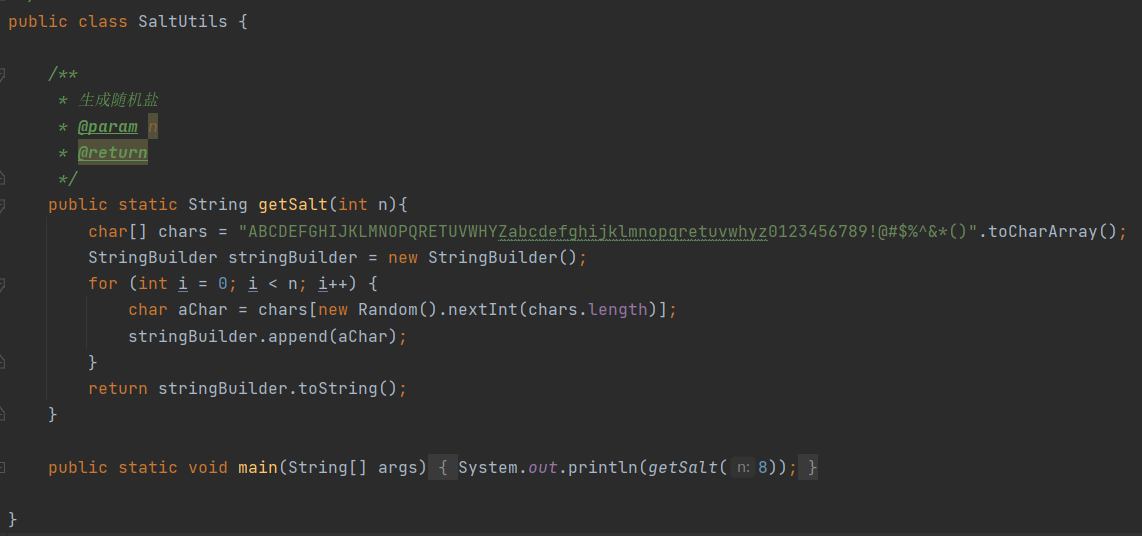 public class SaltUtils {
/**
* 生成随机盐
* @param n
* @return
*/
public static String getSalt(int n){
char[] chars = "ABCDEFGHIJKLMNOPQRETUVWHYZabcdefghijklmnopqretuvwhyz0123456789!@#$%^&*()".toCharArray();
StringBuilder stringBuilder = new StringBuilder();
for (int i = 0; i < n; i++) {
char aChar = chars[new Random().nextInt(chars.length)];
stringBuilder.append(aChar);
}
return stringBuilder.toString();
}
public static void main(String[] args) { System.out.println(getSalt( n: 8)); }
}